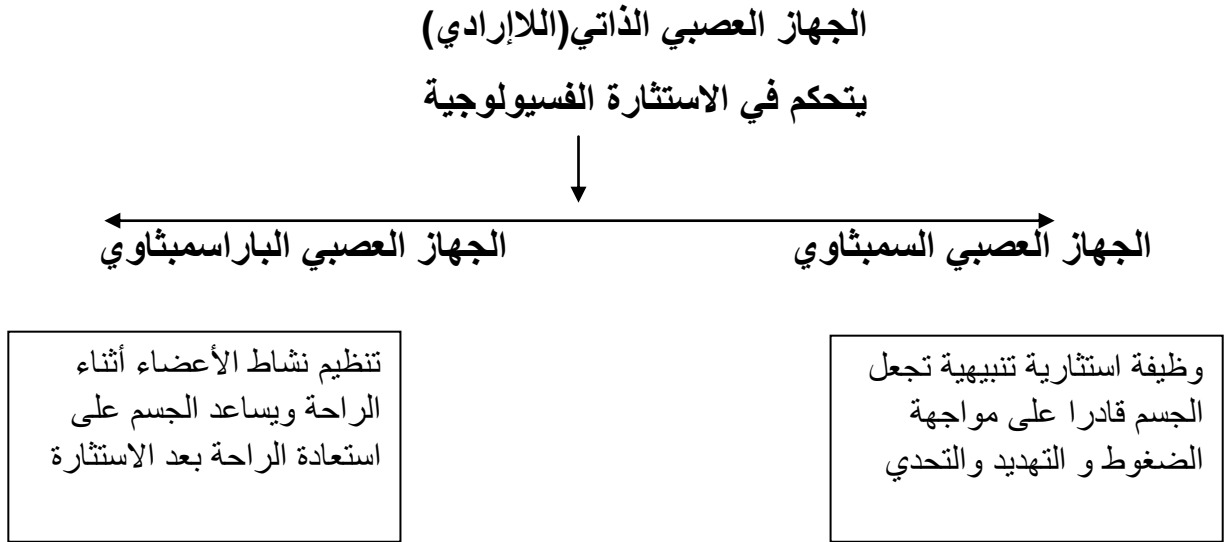 الجهاز العصبي الذاتي(اللاإرادي)
يتحكم في الاستثارة الفسيولوجية
الجهاز العصبي السمبثاوي
الجهاز العصبي الباراسمبثاوي
وظيفة استثارية تنبيهية تجعل
الجسم قادرا على مواجهة
الضغوط و التهديد والتحدي
تنظيم نشاط الأعضاء أثناء
الراحة ويساعد الجسم على
استعادة الراحة بعد الاستثارة